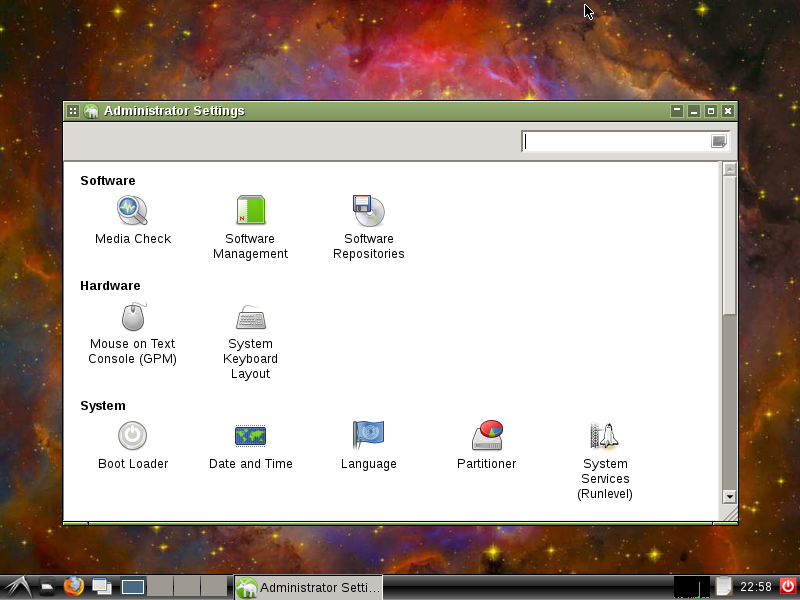 Administrator Settings
Software
Media Check
Software
Management
Software
Repositories
Hardware
Mouse on Text
Console (GPM)
System
Keyboard
Layout
System
Boot Loader
Date and Time
Language
Partitioner
System
Services
(Runlevel)
Administrator Setti...
22:58